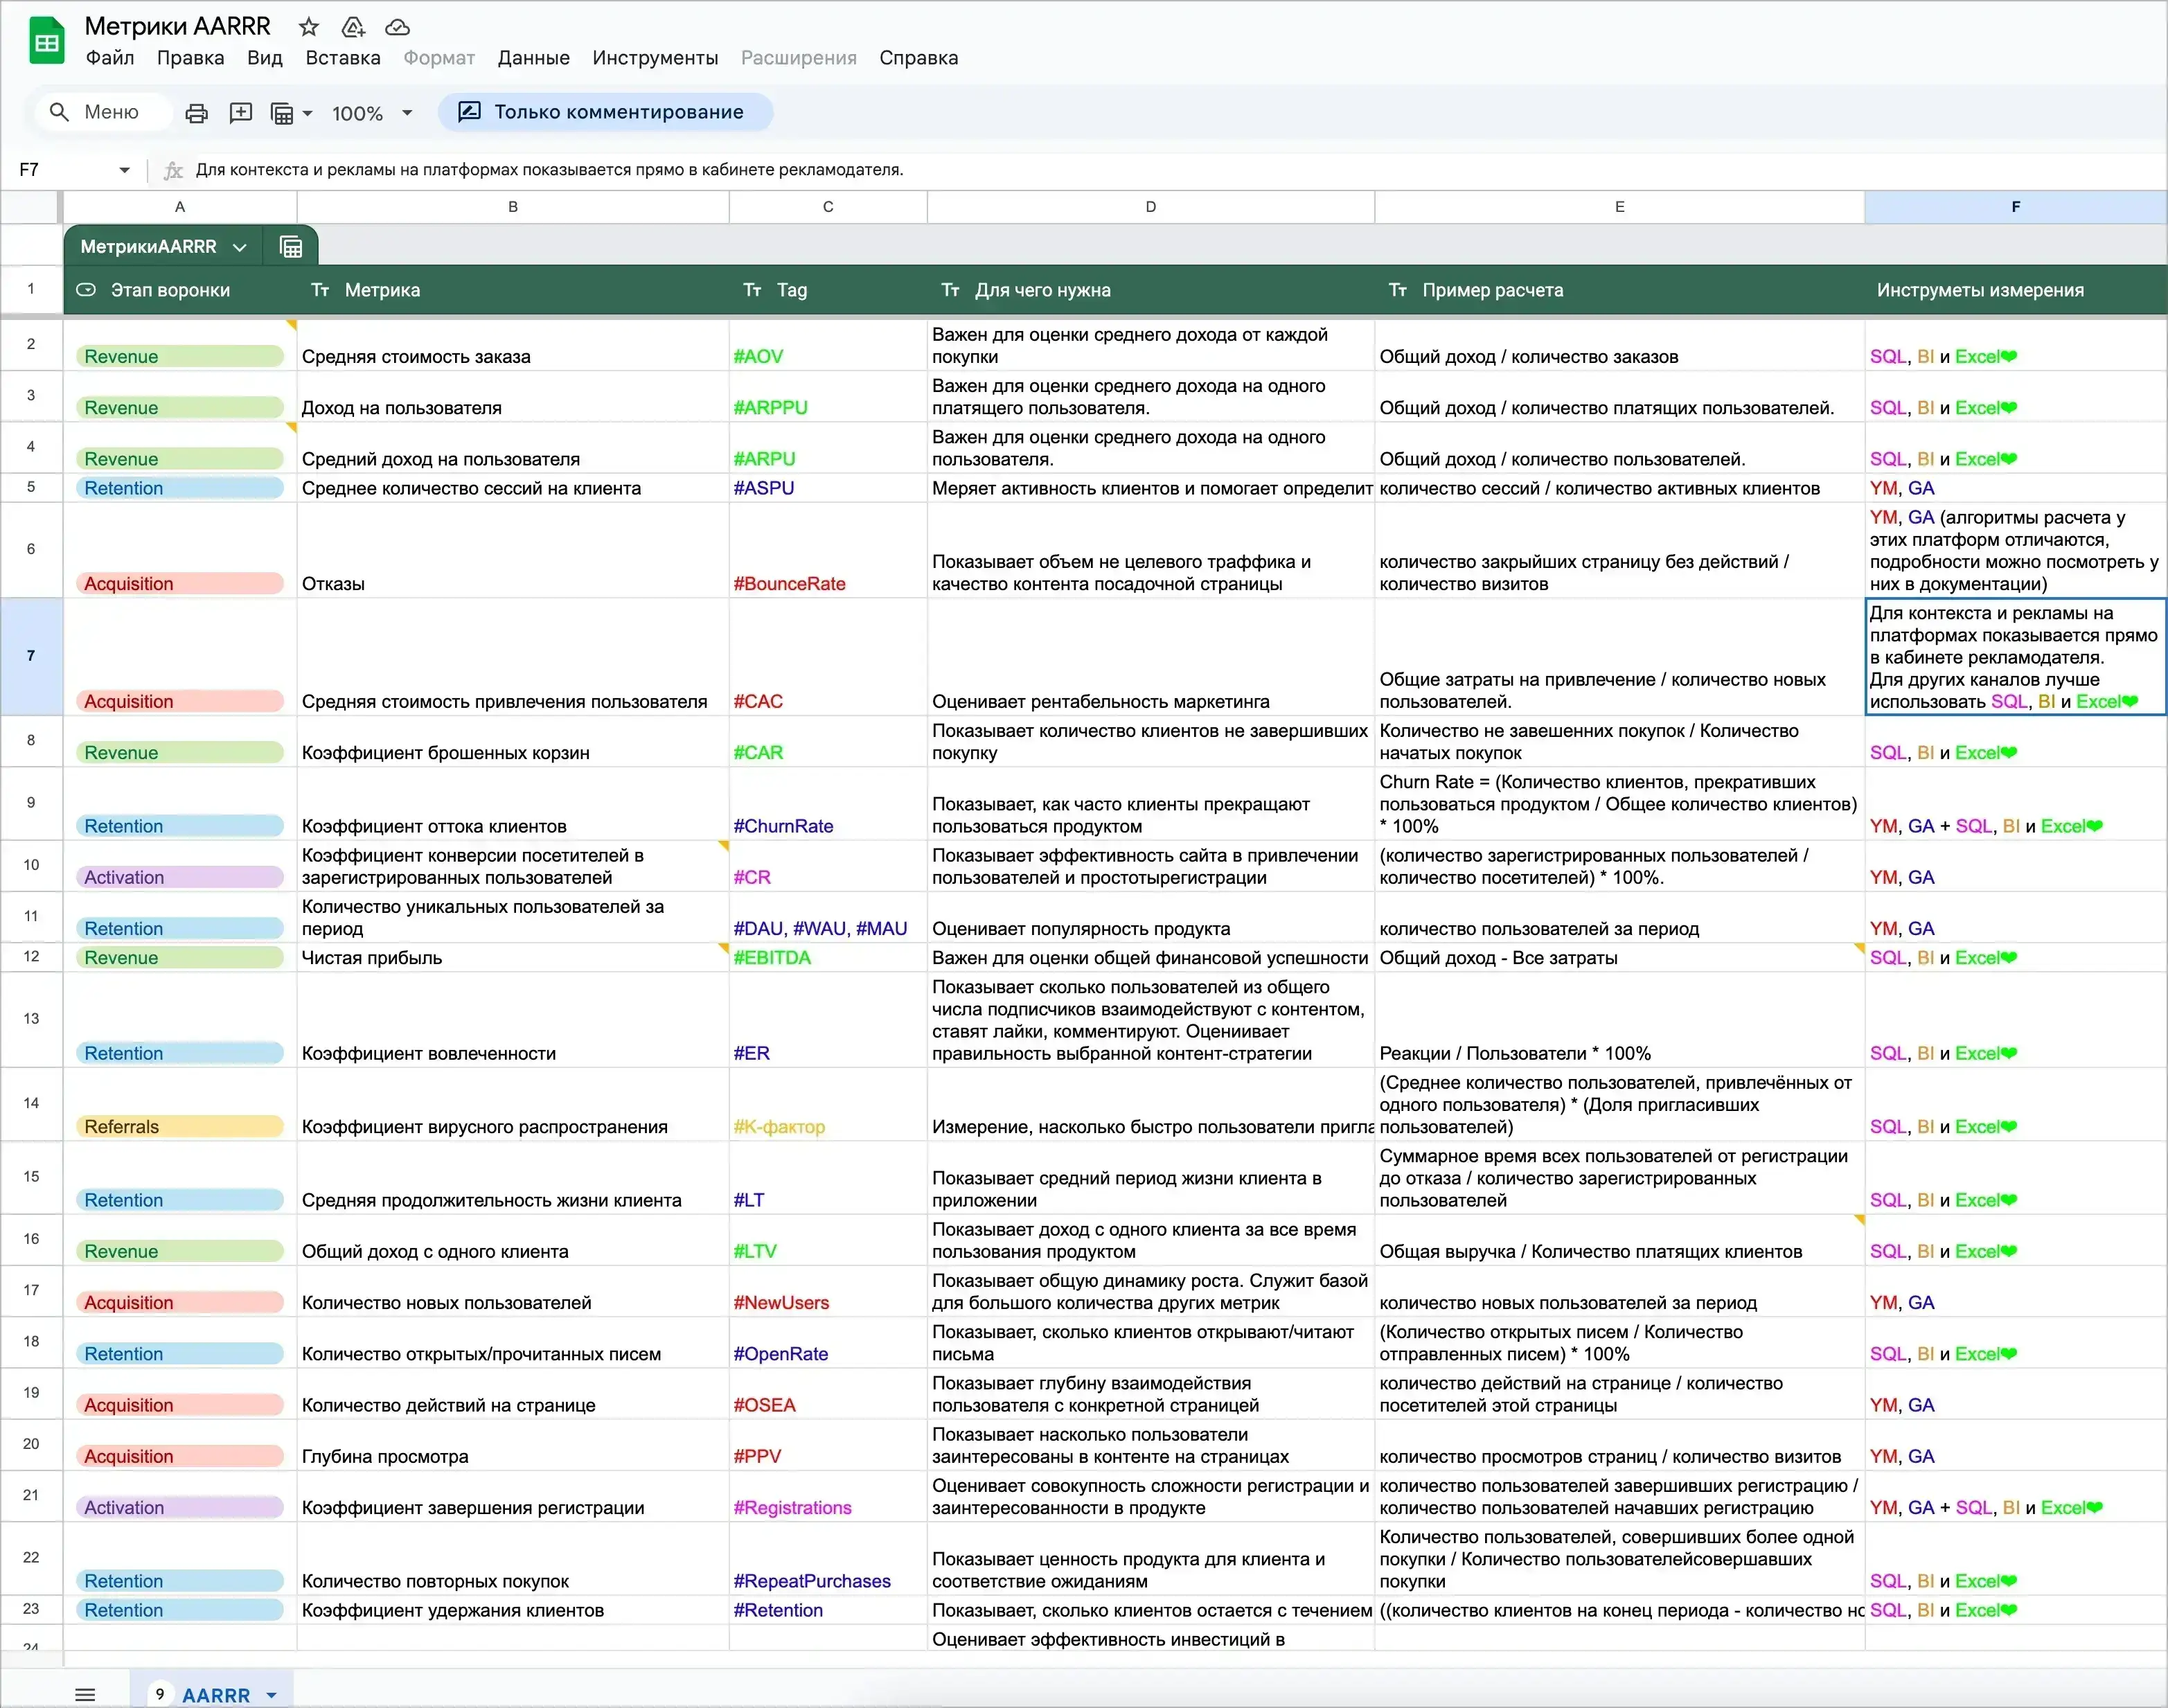 Метрики AARRR
Файл Правка Вид Вставка Формат Данные Инструменты Расширения Справка
Меню 100% Только комментирование
F7 fx Для контекста и рекламы на платформах показывается прямо в кабинете рекламодателя.
A B C D E F
МетрикиAARRR
1 Этап воронки Тт Метрика Тт Tag Тт Для чего нужна Тт Пример расчета Инструметы измерения
Важен для оценки среднего дохода от каждой
2 Revenue Средняя стоимость заказа #AOV покупки Общий доход / количество заказов SQL, BI и Excel
Важен для оценки среднего дохода на одного
3 Revenue Доход на пользователя #ARPPU платящего пользователя. Общий доход / количество платящих пользователей. SQL, BI и Excel
Важен для оценки среднего дохода на одного
4 Revenue Средний доход на пользователя #ARPU пользователя. Общий доход / количество пользователей. SQL, BI и Excel
5 Retention Среднее количество сессий на клиента #ASPU Меряет активность клиентов и помогает определит количество сессий / количество активных клиентов YM, GA
YM, GA (алгоритмы расчета у
этих платформ отличаются,
Показывает объем не целевого траффика и количество закрыйших страницу без действий / подробности можно посмотреть у
6 Acquisition Отказы #BounceRate качество контента посадочной страницы количество визитов них в документации)
Для контекста и рекламы на
платформах показывается прямо
в кабинете рекламодателя.
Общие затраты на привлечение / количество новых Для других каналов лучше
7 Acquisition Средняя стоимость привлечения пользователя #CAC Оценивает рентабельность маркетинга пользователей. использовать SQL, BI и Excel
Показывает количество клиентов не завершивших Количество не завешенних покупок / Количество
8 Revenue Коэффициент брошенных корзин #CAR покупку начатых покупок SQL, BI и Excel
Churn Rate = (Количество клиентов, прекративших
Показывает, как часто клиенты прекращают пользоваться продуктом / Общее количество клиентов)
9 Retention Коэффициент оттока клиентов #ChurnRate пользоваться продуктом * 100% YM, GA + SQL, BI и Excel
Коэффициент конверсии посетителей в Показывает эффективность сайта в привлечении (количество зарегистрированных пользователей /
10 Activation зарегистрированных пользователей #CR пользователей и простотырегистрации количество посетителей) * 100%. YM, GA
Количество уникальных пользователей за
11 Retention период #DAU, #WAU, #MAU Оценивает популярность продукта количество пользователей за период YM, GA
12 Revenue Чистая прибыль #EBITDA Важен для оценки общей финансовой успешности Общий доход - Все затраты SQL, BI и Excel
Показывает сколько пользователей из общего
числа подписчиков взаимодействуют с контентом,
ставят лайки, комментируют. Оцениивает
13 Retention Коэффициент вовлеченности #ER правильность выбранной контент-стратегии Реакции / Пользователи * 100% SQL, BI и Excel
(Среднее количество пользователей, привлечённых от
одного пользователя) * (Доля пригласивших
14 Referrals Коэффициент вирусного распространения #К-фактор Измерение, насколько быстро пользователи пригла пользователей) SQL, BI и Excel
Суммарное время всех пользователей от регистрации
Показывает средний период жизни клиента в до отказа / количество зарегистрированных
15 Retention Средняя продолжительность жизни клиента #LT приложении пользователей SQL, BI и Excel
Показывает доход с одного клиента за все время
16 Revenue Общий доход с одного клиента #LTV пользования продуктом Общая выручка / Количество платящих клиентов SQL, BI и Excel
Показывает общую динамику роста. Служит базой
17 Acquisition Количество новых пользователей #NewUsers для большого количества других метрик количество новых пользователей за период YM, GA
Показывает, сколько клиентов открывают/читают (Количество открытых писем / Количество
18 Retention Количество открытых/прочитанных писем #OpenRate письма отправленных писем) * 100% SQL, BI и Excel
Показывает глубину взаимодействия количество действий на странице / количество
19 Acquisition Количество действий на странице #OSEA пользователя с конкретной страницей посетителей этой страницы YM, GA
Показывает насколько пользователи
20 Acquisition Глубина просмотра #PPV заинтересованы в контенте на страницах количество просмотров страниц / количество визитов YM, GA
Оценивает совокупность сложности регистрации и количество пользователей завершивших регистрацию /
21 Activation Коэффициент завершения регистрации #Registrations заинтересованности в продукте количество пользователей начавших регистрацию YM, GA + SQL, BI и Excel
Количество пользователей, совершивших более одной
Показывает ценность продукта для клиента и покупки / Количество пользователейсовершавших
22 Retention Количество повторных покупок #RepeatPurchases соответствие ожиданиям покупки SQL, BI и Excel
23 Retention Коэффициент удержания клиентов #Retention Показывает, сколько клиентов остается с течением ((количество клиентов на конец периода - количество но SQL, BI и Excel
24 Оценивает эффективность инвестиций в
9 AARRR